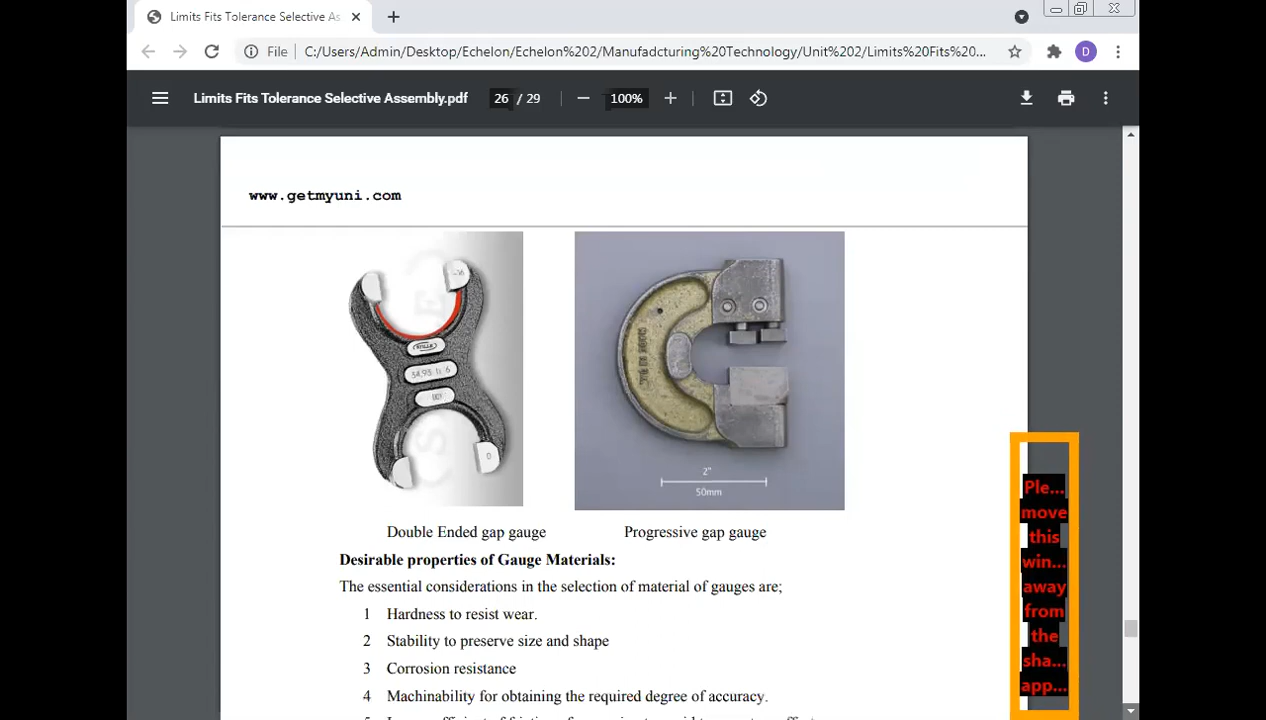 Limits Fits Tolerance Selective As
File
C:/Users/Admin/Desktop/Echelon/Echelon%202/Manufadcturing%20Technology/Unit%202/Limits%20Fits%20...
D
Limits Fits Tolerance Selective Assembly.pdf
26 / 29
100%
www.getmyuni.com
2"
50mm
Double Ended gap gauge
Progressive gap gauge
Desirable properties of Gauge Materials:
The essential considerations in the selection of material of gauges are;
1 Hardness to resist wear.
2 Stability to preserve size and shape
3 Corrosion resistance
4 Machinability for obtaining the required degree of accuracy.
Ple...
move
this
win...
away
from
the
sha...
app...